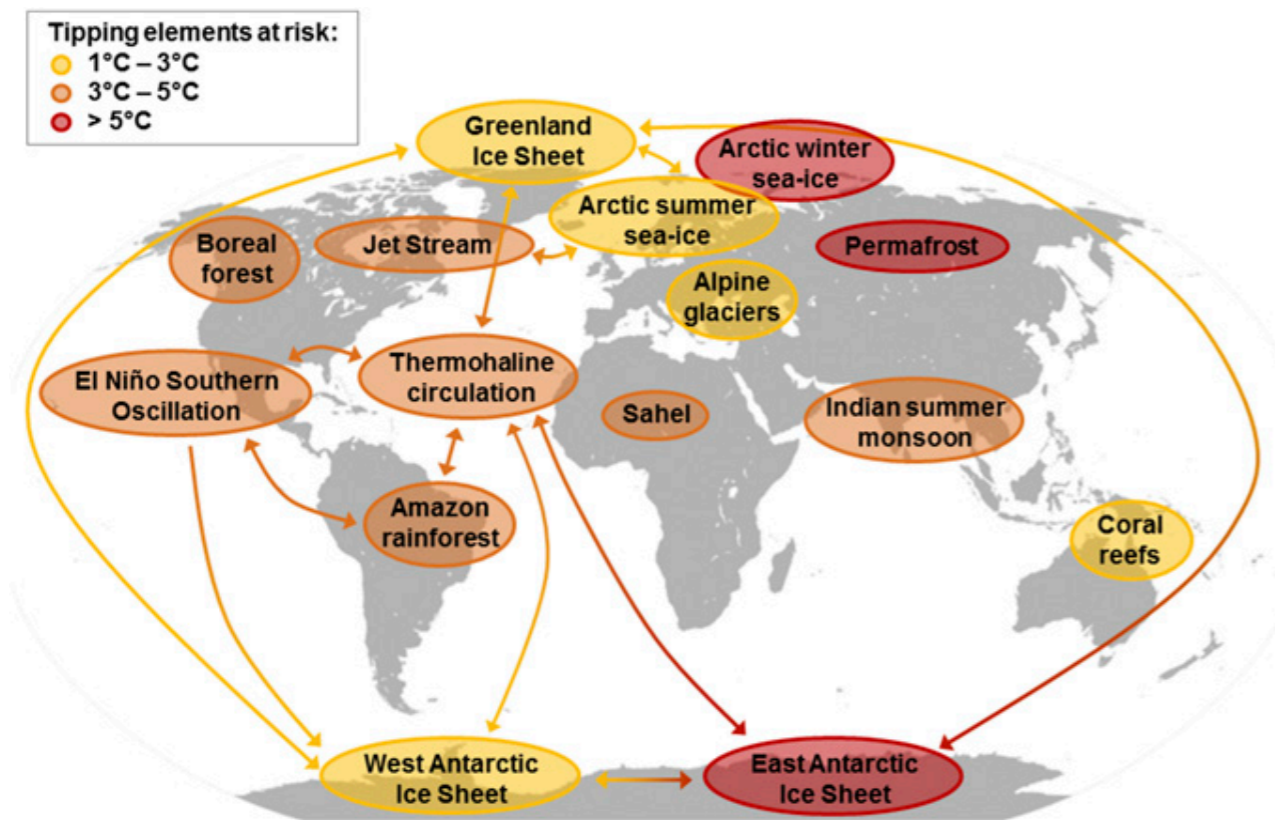 Tipping elements at risk:
1°C – 3°C
3°C – 5°C
> 5°C
Greenland
Ice Sheet
Arctic winter
sea-ice
Arctic summer
sea-ice
Boreal
forest
Jet Stream
Permafrost
Alpine
glaciers
Thermohaline
circulation
El Niño Southern
Oscillation
Sahel
Indian summer
monsoon
Amazon
rainforest
Coral
reefs
West Antarctic
Ice Sheet
East Antarctic
Ice Sheet